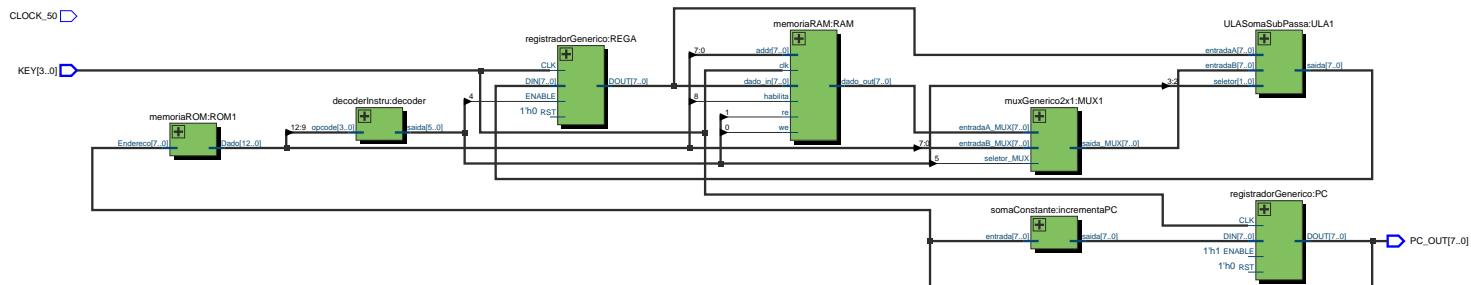 CLOCK_50
KEY[3..0]
memoriaROM:ROM1
Endereco[7..0]
Dado[12..0]
12:9
decoderInstru:decoder
opcode[3..0]
saida[5..0]
4
registradorGenerico:REGA
CLK
DIN[7..0]
DOUT[7..0]
ENABLE
1'h0
RST
memoriaRAM:RAM
7:0
addr[7..0]
clk
dado_in[7..0]
dado_out[7..0]
8
habilita
1
re
0
we
muxGenerico2x1:MUX1
entradaA_MUX[7..0]
7:0
entradaB_MUX[7..0]
saida_MUX[7..0]
5
seletor_MUX
ULASomaSubPassa:ULA1
entradaA[7..0]
entradaB[7..0]
saida[7..0]
3:2
seletor[1..0]
somaConstante:incrementaPC
entrada[7..0]
saida[7..0]
registradorGenerico:PC
CLK
DIN[7..0]
DOUT[7..0]
1'h1
ENABLE
1'h0
RST
PC_OUT[7..0]